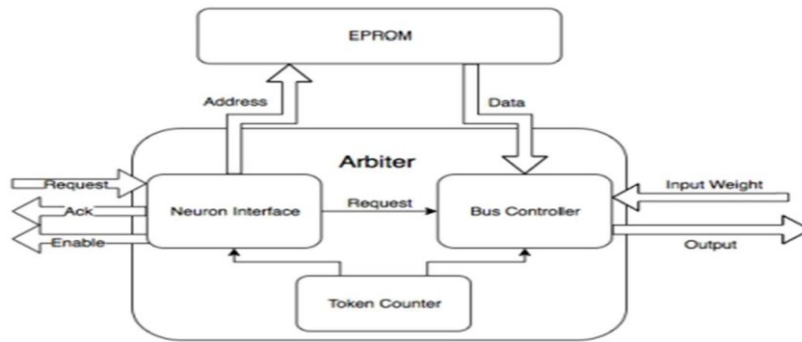 EPROM
Address
Data
Arbiter
Request
Ack
Enable
Neuron Interface
Request
Bus Controller
Input Weight
Output
Token Counter